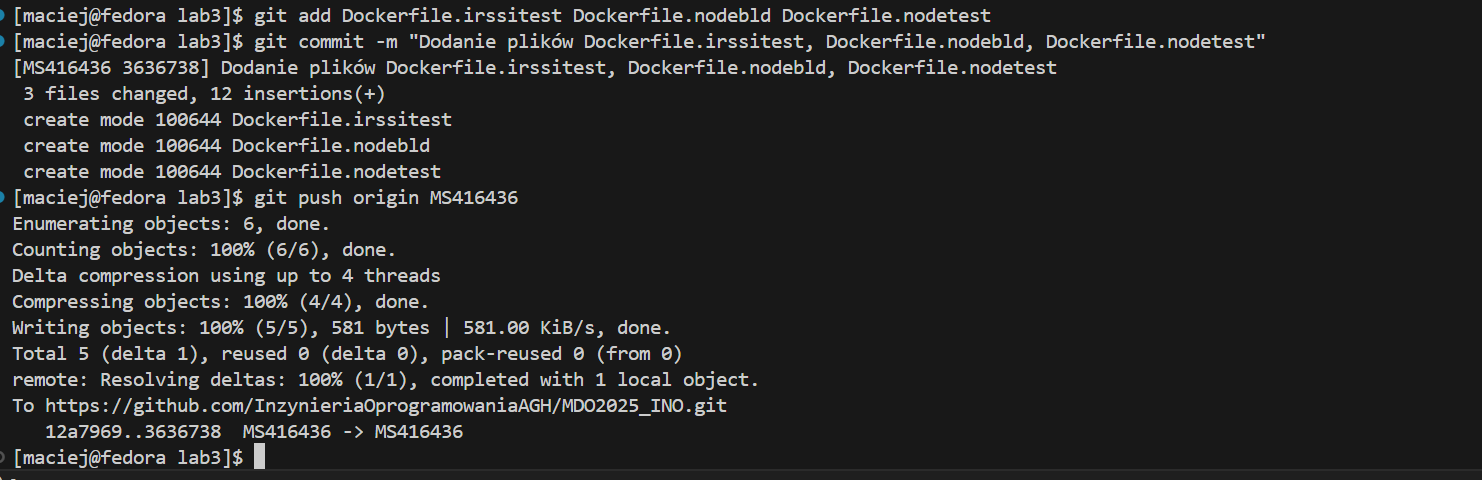 [maciej@fedora lab3]$ git add Dockerfile.irssitest Dockerfile.nodebld Dockerfile.nodetest
[maciej@fedora lab3]$ git commit -m "Dodanie plików Dockerfile.irssitest, Dockerfile.nodebld, Dockerfile.nodetest"
[MS416436 3636738] Dodanie plików Dockerfile.irssitest, Dockerfile.nodebld, Dockerfile.nodetest
 3 files changed, 12 insertions(+)
 create mode 100644 Dockerfile.irssitest
 create mode 100644 Dockerfile.nodebld
 create mode 100644 Dockerfile.nodetest
[maciej@fedora lab3]$ git push origin MS416436
Enumerating objects: 6, done.
Counting objects: 100% (6/6), done.
Delta compression using up to 4 threads
Compressing objects: 100% (4/4), done.
Writing objects: 100% (5/5), 581 bytes | 581.00 KiB/s, done.
Total 5 (delta 1), reused 0 (delta 0), pack-reused 0 (from 0)
remote: Resolving deltas: 100% (1/1), completed with 1 local object.
To https://github.com/InzynieriaOprogramowaniaAGH/MDO2025_INO.git
   12a7969..3636738  MS416436 -> MS416436
[maciej@fedora lab3]$